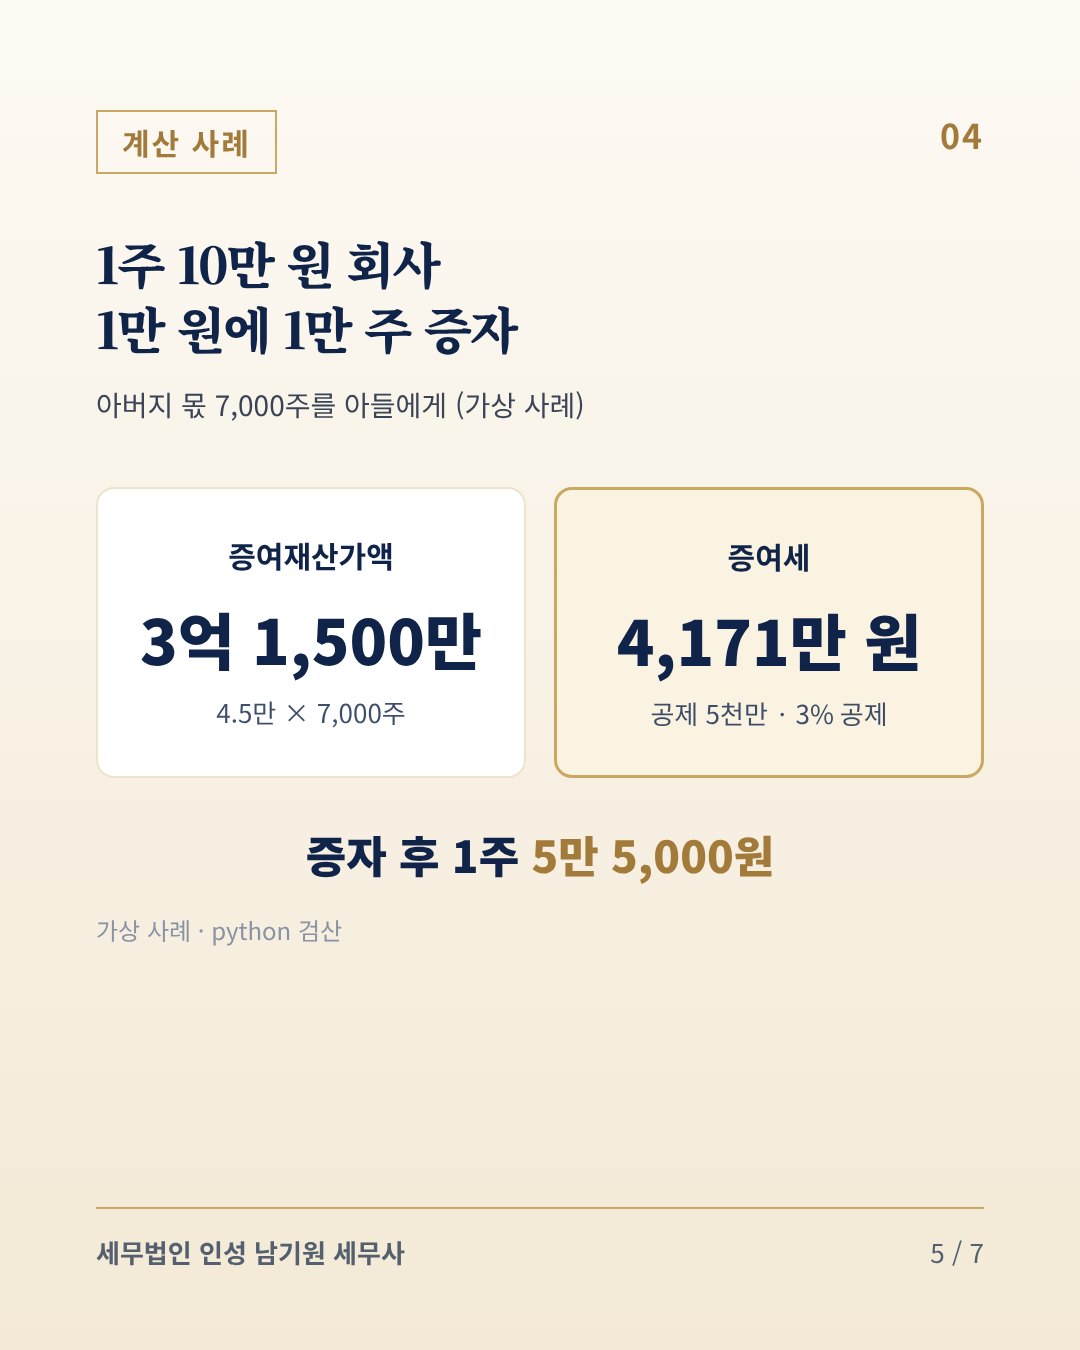 계산 사례
04
1주 10만 원 회사
1만 원에 1만 주 증자
아버지 몫 7,000주를 아들에게 (가상 사례)
증여재산가액
3억 1,500만
4.5만 × 7,000주
증여세
4,171만 원
공제 5천만 · 3% 공제
증자 후 1주 5만 5,000원
가상 사례 · python 검산
세무법인 인성 남기원 세무사
5 / 7